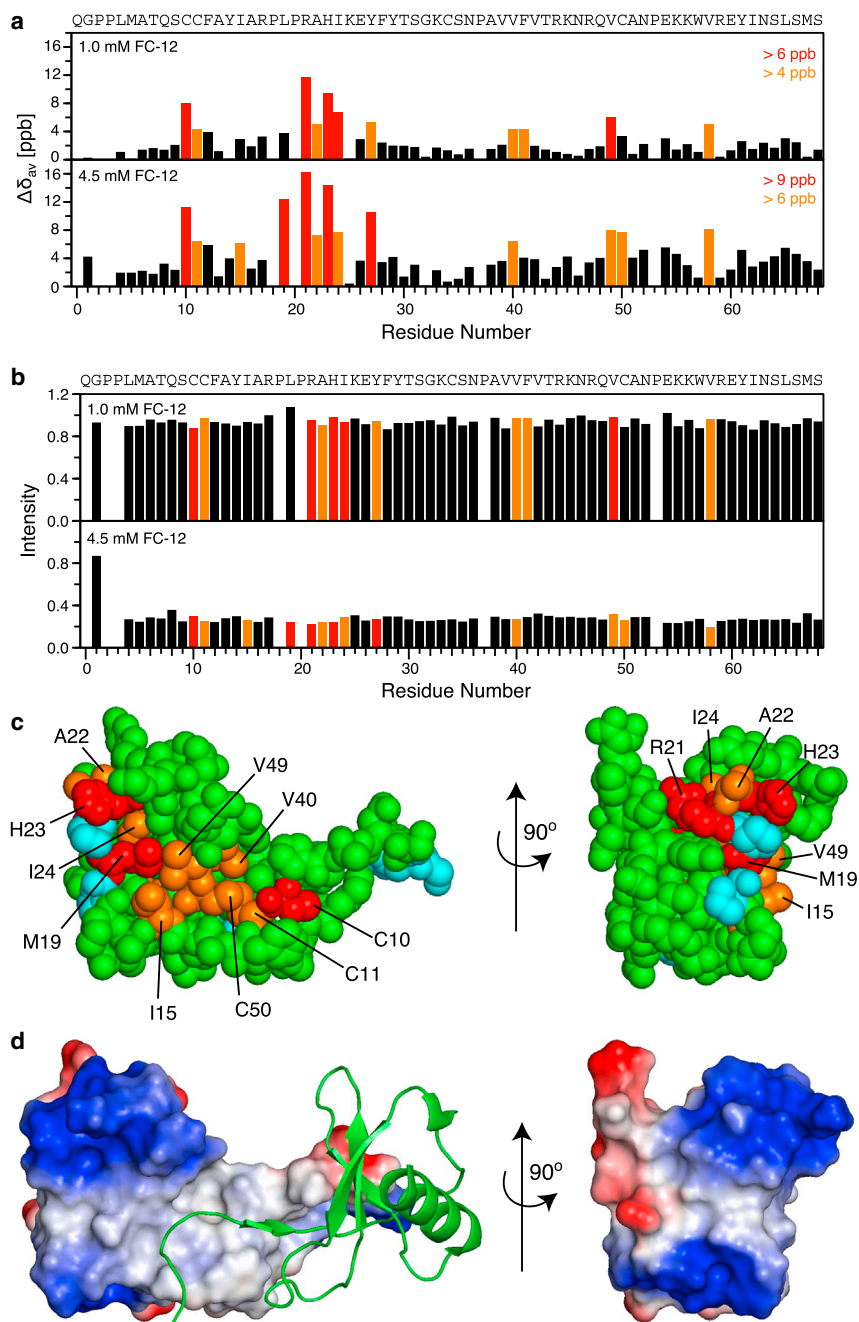 a
QGPPLMATQSCCFAYIARPLPRAHIKEYFYTSGKCSNPAVVFVTRKNRQVCANPEKKWVREYINSLSMS
16
12
8
4
0
1.0 mM FC-12
> 6 ppb
> 4 ppb
Δδav [ppb]
16
12
8
4
0
4.5 mM FC-12
> 9 ppb
> 6 ppb
0 10 20 30 40 50 60
Residue Number
b
QGPPLMATQSCCFAYIARPLPRAHIKEYFYTSGKCSNPAVVFVTRKNRQVCANPEKKWVREYINSLSMS
1.2
0.8
0.4
0.0
1.0 mM FC-12
Intensity
0.8
0.4
0.0
4.5 mM FC-12
0 10 20 30 40 50 60
Residue Number
c
A22
V49
V40
H23
I24
M19
I15
C50
C11
C10
90°
I24
A22
R21
H23
V49
M19
I15
d
90°